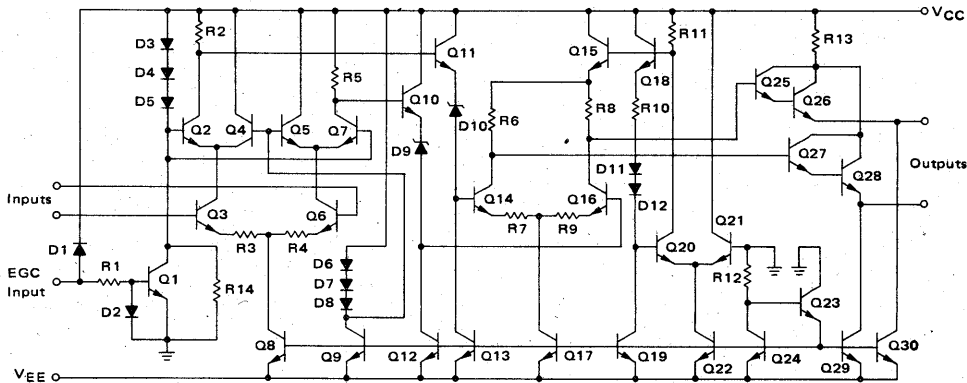 VCC
D3
R2
D4
D5
Q2
Q4
Q5
Q7
R5
Q11
Q10
D10
D9
Q15
R11
Q18
R8
R10
R6
D11
D12
R13
Q25
Q26
Q27
Q28
Outputs
Inputs
Q3
Q6
R3
R4
Q14
Q16
R7
R9
Q20
Q21
R12
Q23
D1
EGC
Input
R1
Q1
D2
R14
D6
D7
D8
Q8
Q9
Q12
Q13
Q17
Q19
Q22
Q24
Q29
Q30
VEE